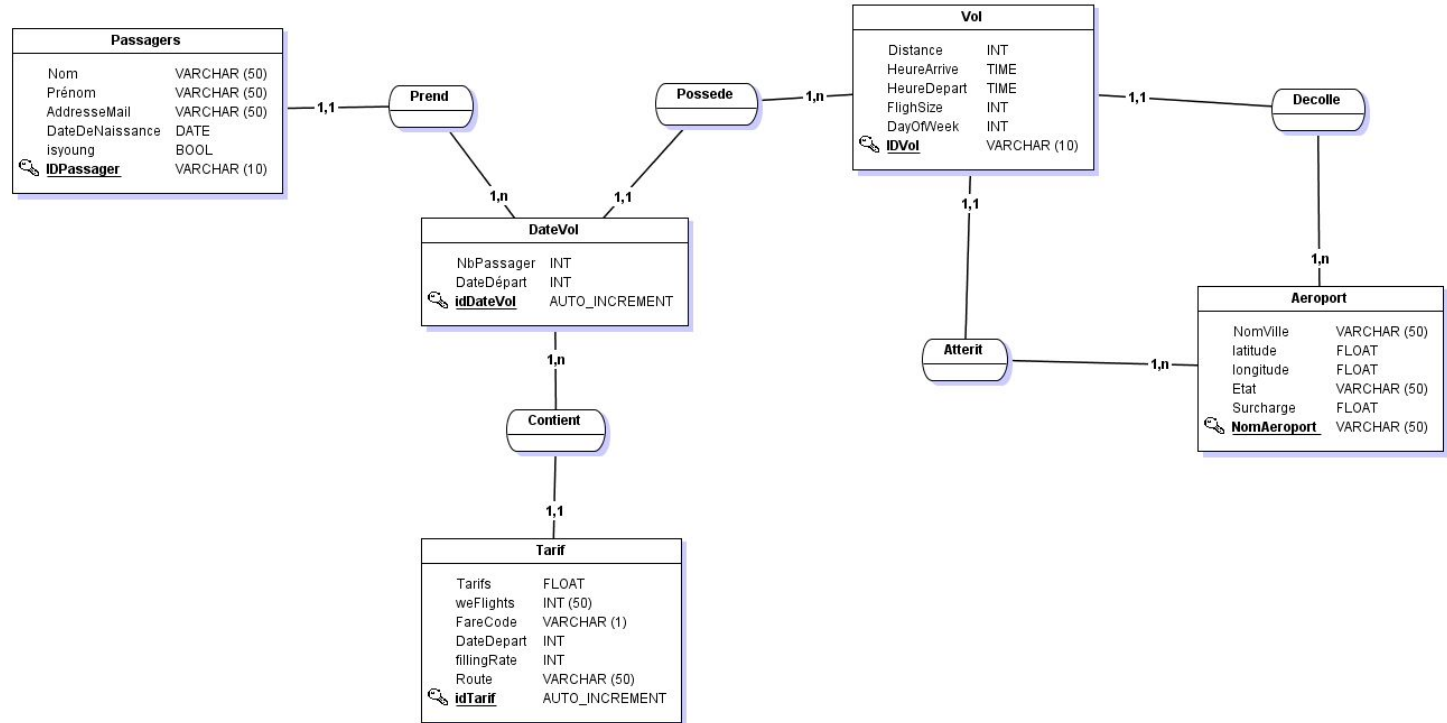 Passagers
Nom VARCHAR (50)
Prénom VARCHAR (50)
AddresseMail VARCHAR (50)
DateDeNaissance DATE
isyoung BOOL
IDPassager VARCHAR (10)
1,1
Prend
1,n
Possede
1,n
1,1
Vol
Distance INT
HeureArrive TIME
HeureDepart TIME
FlighSize INT
DayOfWeek INT
IDVol VARCHAR (10)
1,1
Decolle
1,n
1,1
Atterit
1,n
DateVol
NbPassager INT
DateDépart INT
idDateVol AUTO_INCREMENT
Aeroport
NomVille VARCHAR (50)
latitude FLOAT
longitude FLOAT
Etat VARCHAR (50)
Surcharge FLOAT
NomAeroport VARCHAR (50)
1,n
Contient
1,1
Tarif
Tarifs FLOAT
weFlights INT (50)
FareCode VARCHAR (1)
DateDepart INT
fillingRate INT
Route VARCHAR (50)
idTarif AUTO_INCREMENT